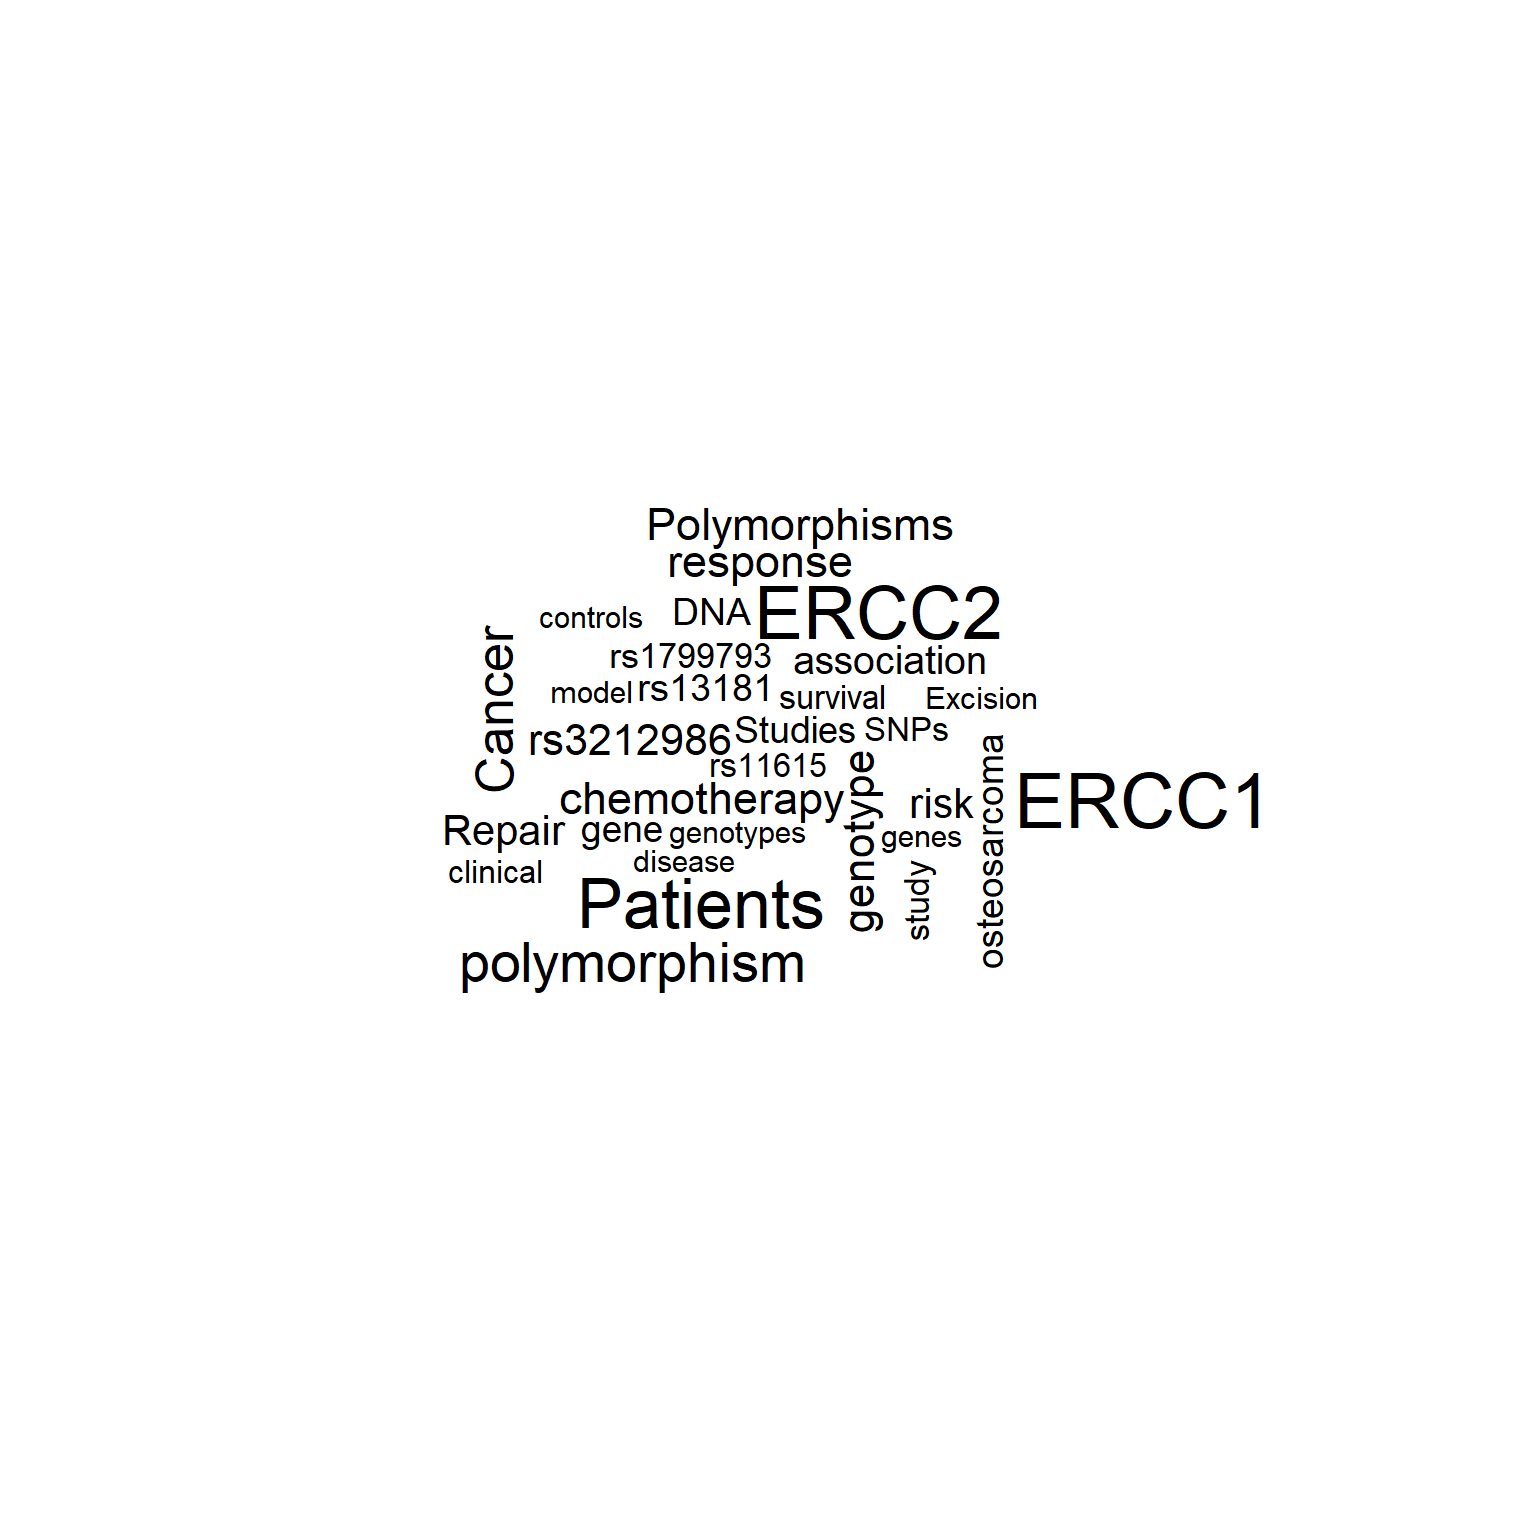 Polymorphisms
response
controls DNA ERCC2
Cancer
rs1799793 association
model rs13181 survival Excision
rs3212986 Studies SNPs
rs11615
chemotherapy genotype risk osteosarcoma ERCC1
Repair gene genotypes genes
clinical disease study
Patients
polymorphism